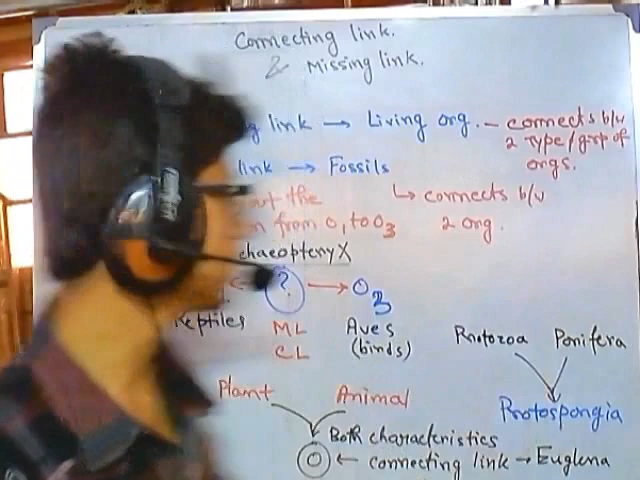 Connecting link.
& Missing link.
link → Living org. – connects b/w
2 Type/grp of
orgs.
link → Fossils
↳ connects b/w
2 org.
out the
from O1 to O3
chaeopteryx
? → O3
Reptiles ML Aves
CL (birds)
Protozoa Porifera
Protospongia
Plant Animal
Both characteristics
O ← connecting link → Euglena